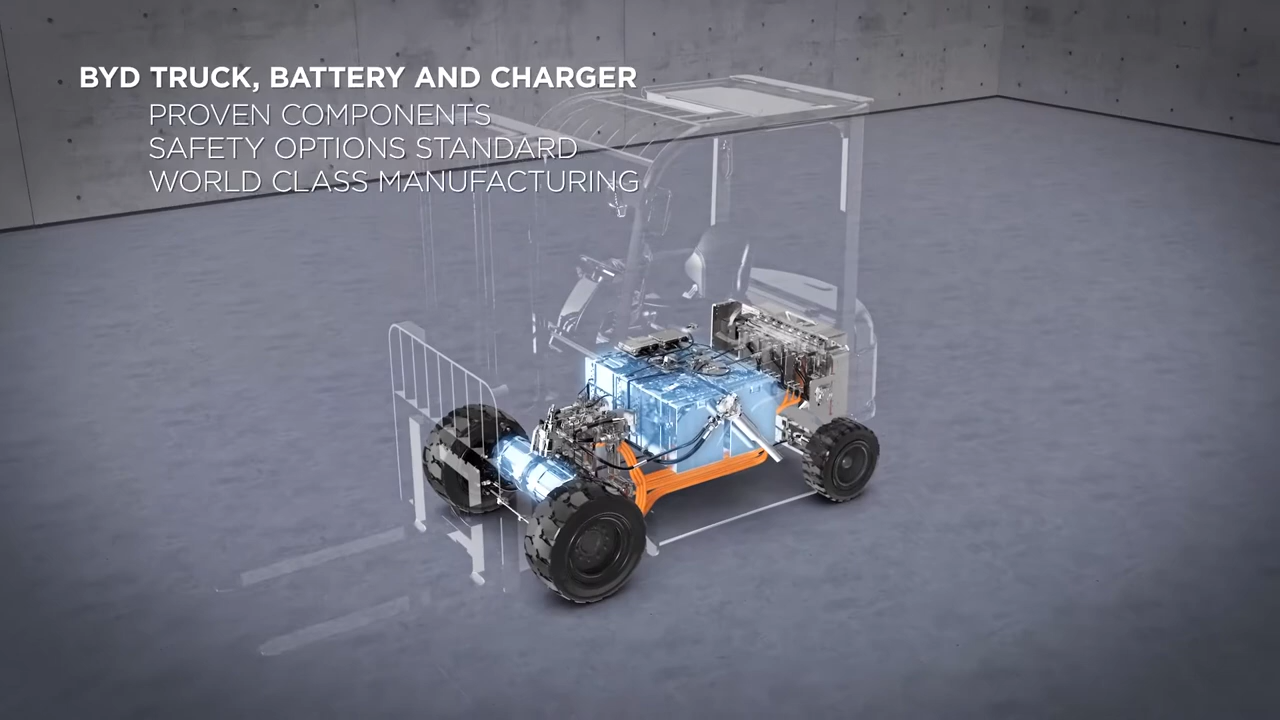 BYD TRUCK, BATTERY AND CHARGER
PROVEN COMPONENTS
SAFETY OPTIONS STANDARD
WORLD CLASS MANUFACTURING